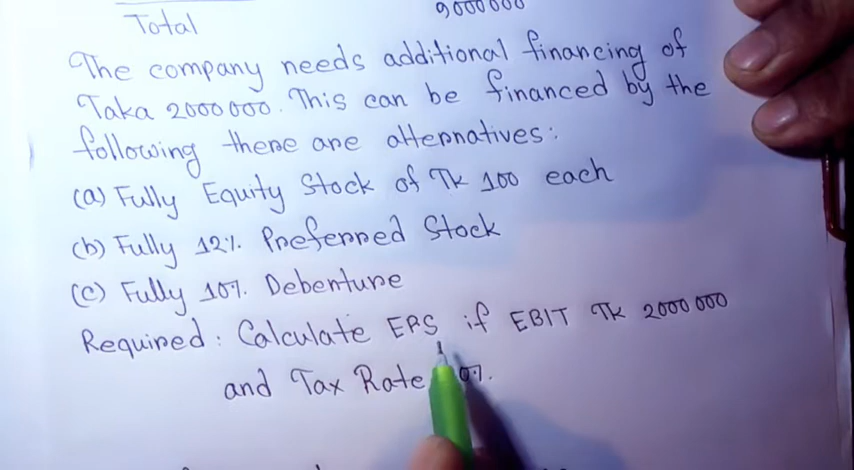 Total 9000000
The company needs additional financing of
Taka 2000000. This can be financed by the
following there are alternatives:
(a) Fully Equity Stock of TK 100 each
(b) Fully 12% Preferred Stock
(c) Fully 10% Debenture
Required: Calculate EPS if EBIT TK 2000000
and Tax Rate